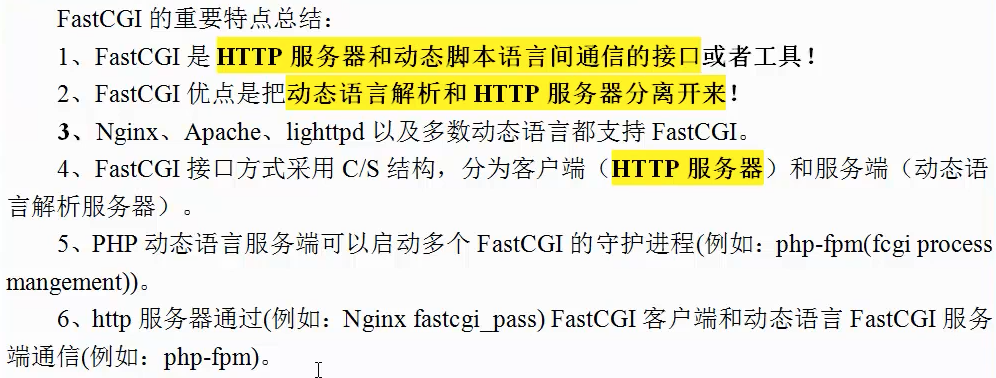 FastCGI 的重要特点总结：
1、FastCGI 是 HTTP 服务器和动态脚本语言间通信的接口或者工具！
2、FastCGI 优点是把动态语言解析和 HTTP 服务器分离开来！
3、Nginx、Apache、lighttpd 以及多数动态语言都支持 FastCGI。
4、FastCGI 接口方式采用 C/S 结构，分为客户端（HTTP 服务器）和服务端（动态语
言解析服务器）。
5、PHP 动态语言服务端可以启动多个 FastCGI 的守护进程(例如：php-fpm(fcgi process
mangement))。
6、http 服务器通过(例如：Nginx fastcgi_pass) FastCGI 客户端和动态语言 FastCGI 服务
端通信(例如：php-fpm)。